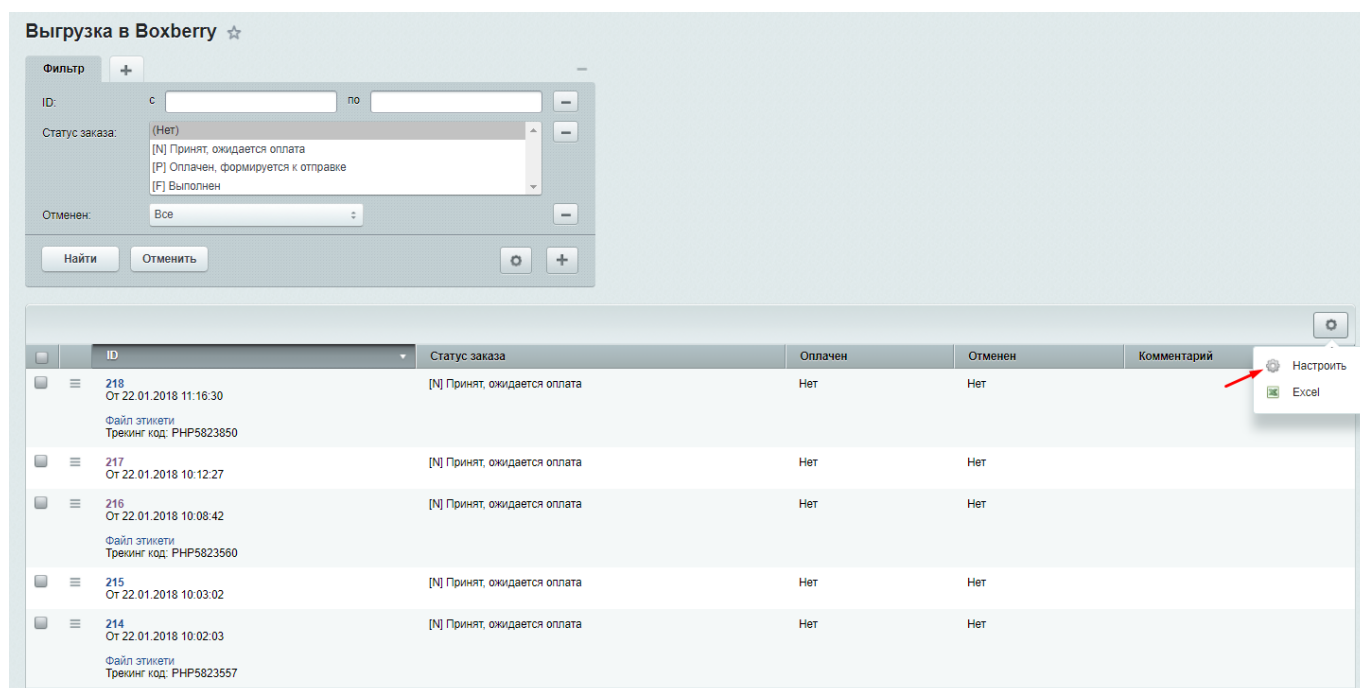 Выгрузка в Boxberry
Фильтр
ID: с по
Статус заказа: (Нет)
[N] Принят, ожидается оплата
[P] Оплачен, формируется к отправке
[F] Выполнен
Отменен: Все
Найти Отменить
ID Статус заказа Оплачен Отменен Комментарий
Настроить
Excel
218 [N] Принят, ожидается оплата Нет Нет
От 22.01.2018 11:16:30
Файл этикети
Трекинг код: PHP5823850
217 [N] Принят, ожидается оплата Нет Нет
От 22.01.2018 10:12:27
216 [N] Принят, ожидается оплата Нет Нет
От 22.01.2018 10:08:42
Файл этикети
Трекинг код: PHP5823560
215 [N] Принят, ожидается оплата Нет Нет
От 22.01.2018 10:03:02
214 [N] Принят, ожидается оплата Нет Нет
От 22.01.2018 10:02:03
Файл этикети
Трекинг код: PHP5823557